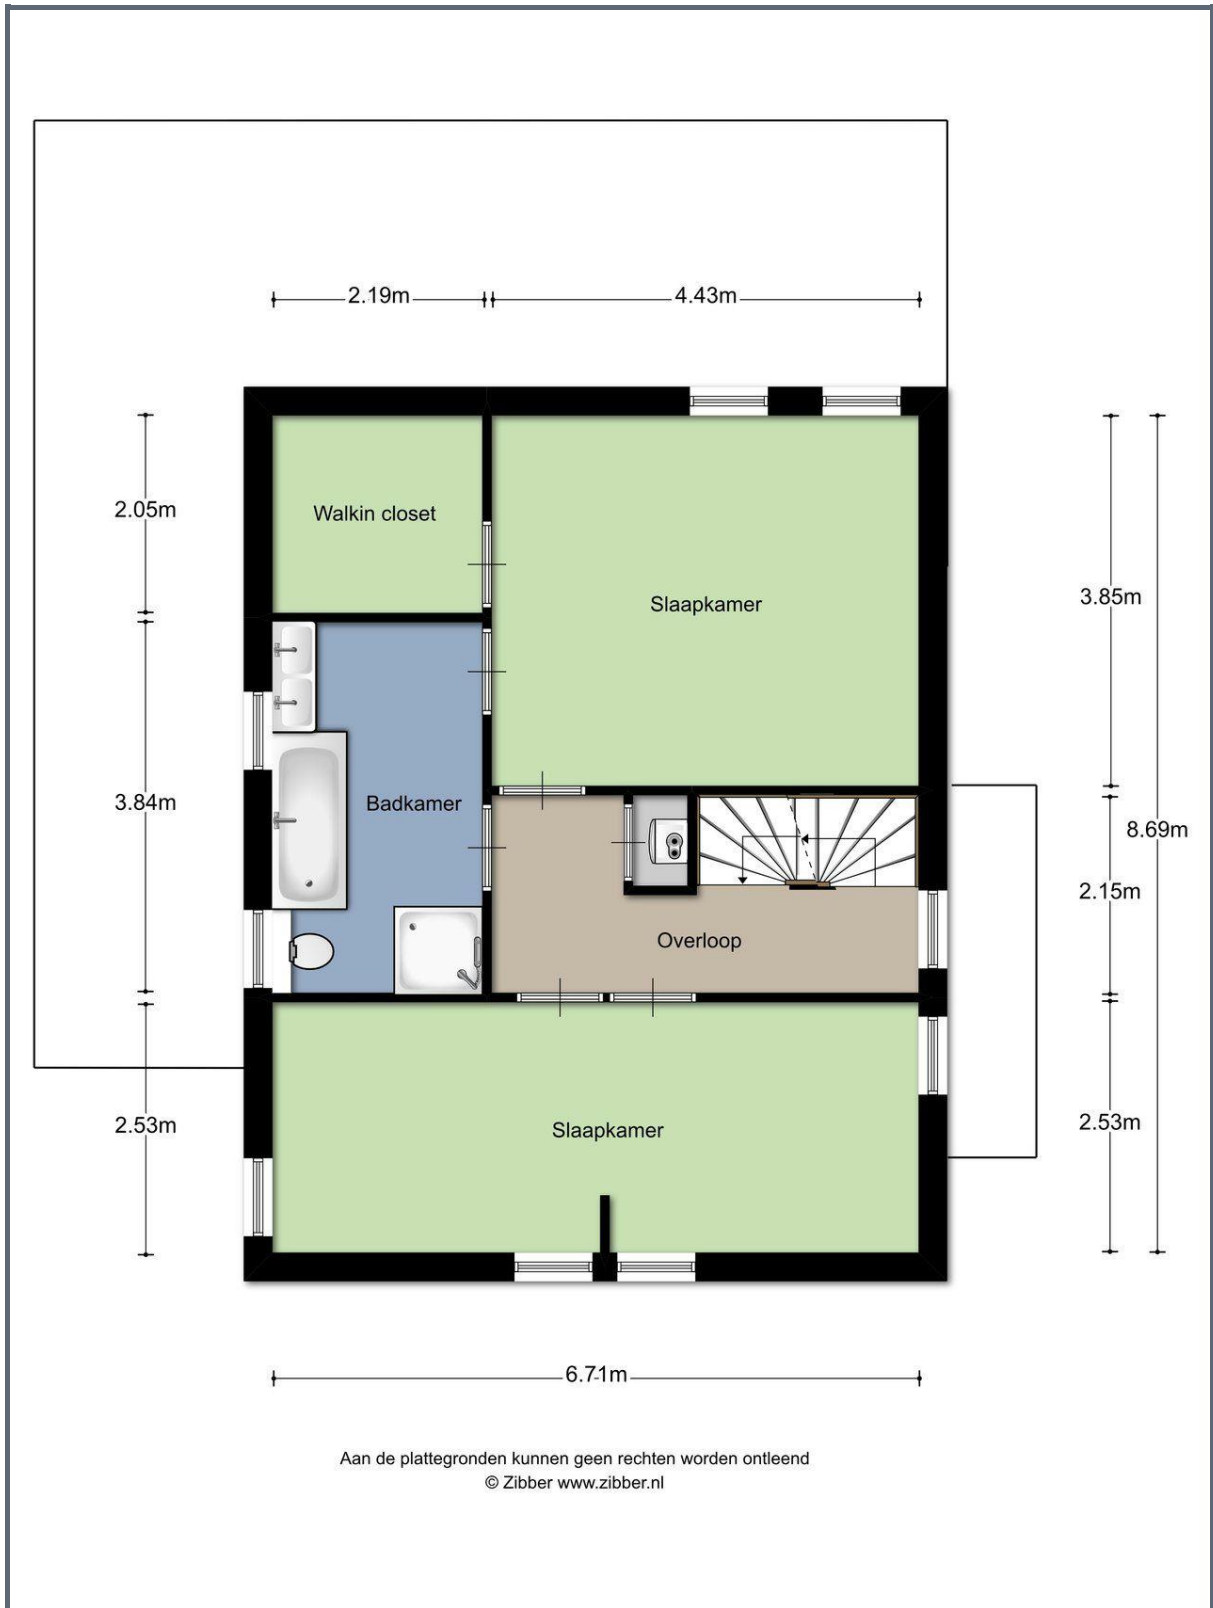 2.19m
4.43m
2.05m
Walkin closet
Slaapkamer
3.85m
3.84m
Badkamer
8.69m
2.15m
Overloop
2.53m
Slaapkamer
2.53m
6.71m
Aan de plattegronden kunnen geen rechten worden ontleend
© Zibber www.zibber.nl